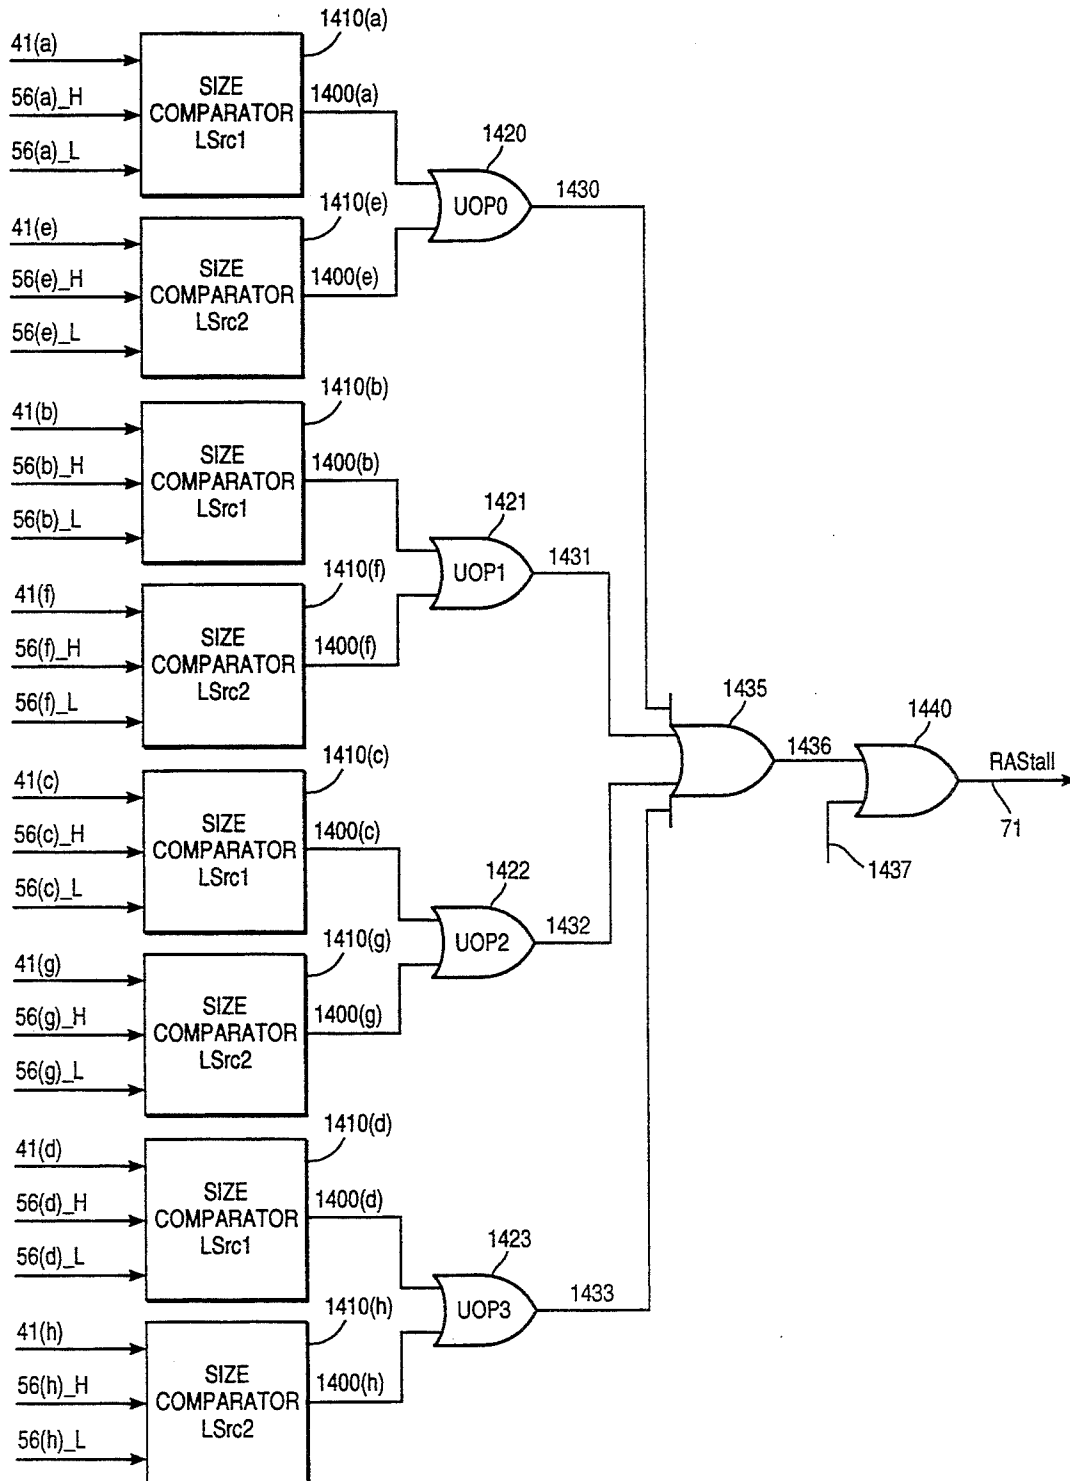 1410(a)
41(a)
56(a)_H
56(a)_L
SIZE
COMPARATOR
LSrc1
1400(a)
1420
UOP0
1430
1410(e)
41(e)
56(e)_H
56(e)_L
SIZE
COMPARATOR
LSrc2
1400(e)
1410(b)
41(b)
56(b)_H
56(b)_L
SIZE
COMPARATOR
LSrc1
1400(b)
1421
UOP1
1431
1410(f)
41(f)
56(f)_H
56(f)_L
SIZE
COMPARATOR
LSrc2
1400(f)
1435
1436
1440
RAStall
71
1437
1410(c)
41(c)
56(c)_H
56(c)_L
SIZE
COMPARATOR
LSrc1
1400(c)
1422
UOP2
1432
1410(g)
41(g)
56(g)_H
56(g)_L
SIZE
COMPARATOR
LSrc2
1400(g)
1410(d)
41(d)
56(d)_H
56(d)_L
SIZE
COMPARATOR
LSrc1
1400(d)
1423
UOP3
1433
1410(h)
41(h)
56(h)_H
56(h)_L
SIZE
COMPARATOR
LSrc2
1400(h)